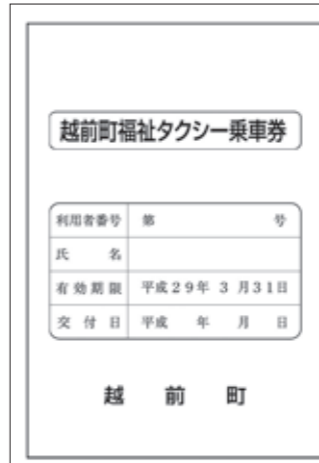 越前町福祉タクシー乗車券
利用者番号 第 号
氏 名
有効期限 平成29年 3月31日
交付日 平成 年 月 日
越 前 町